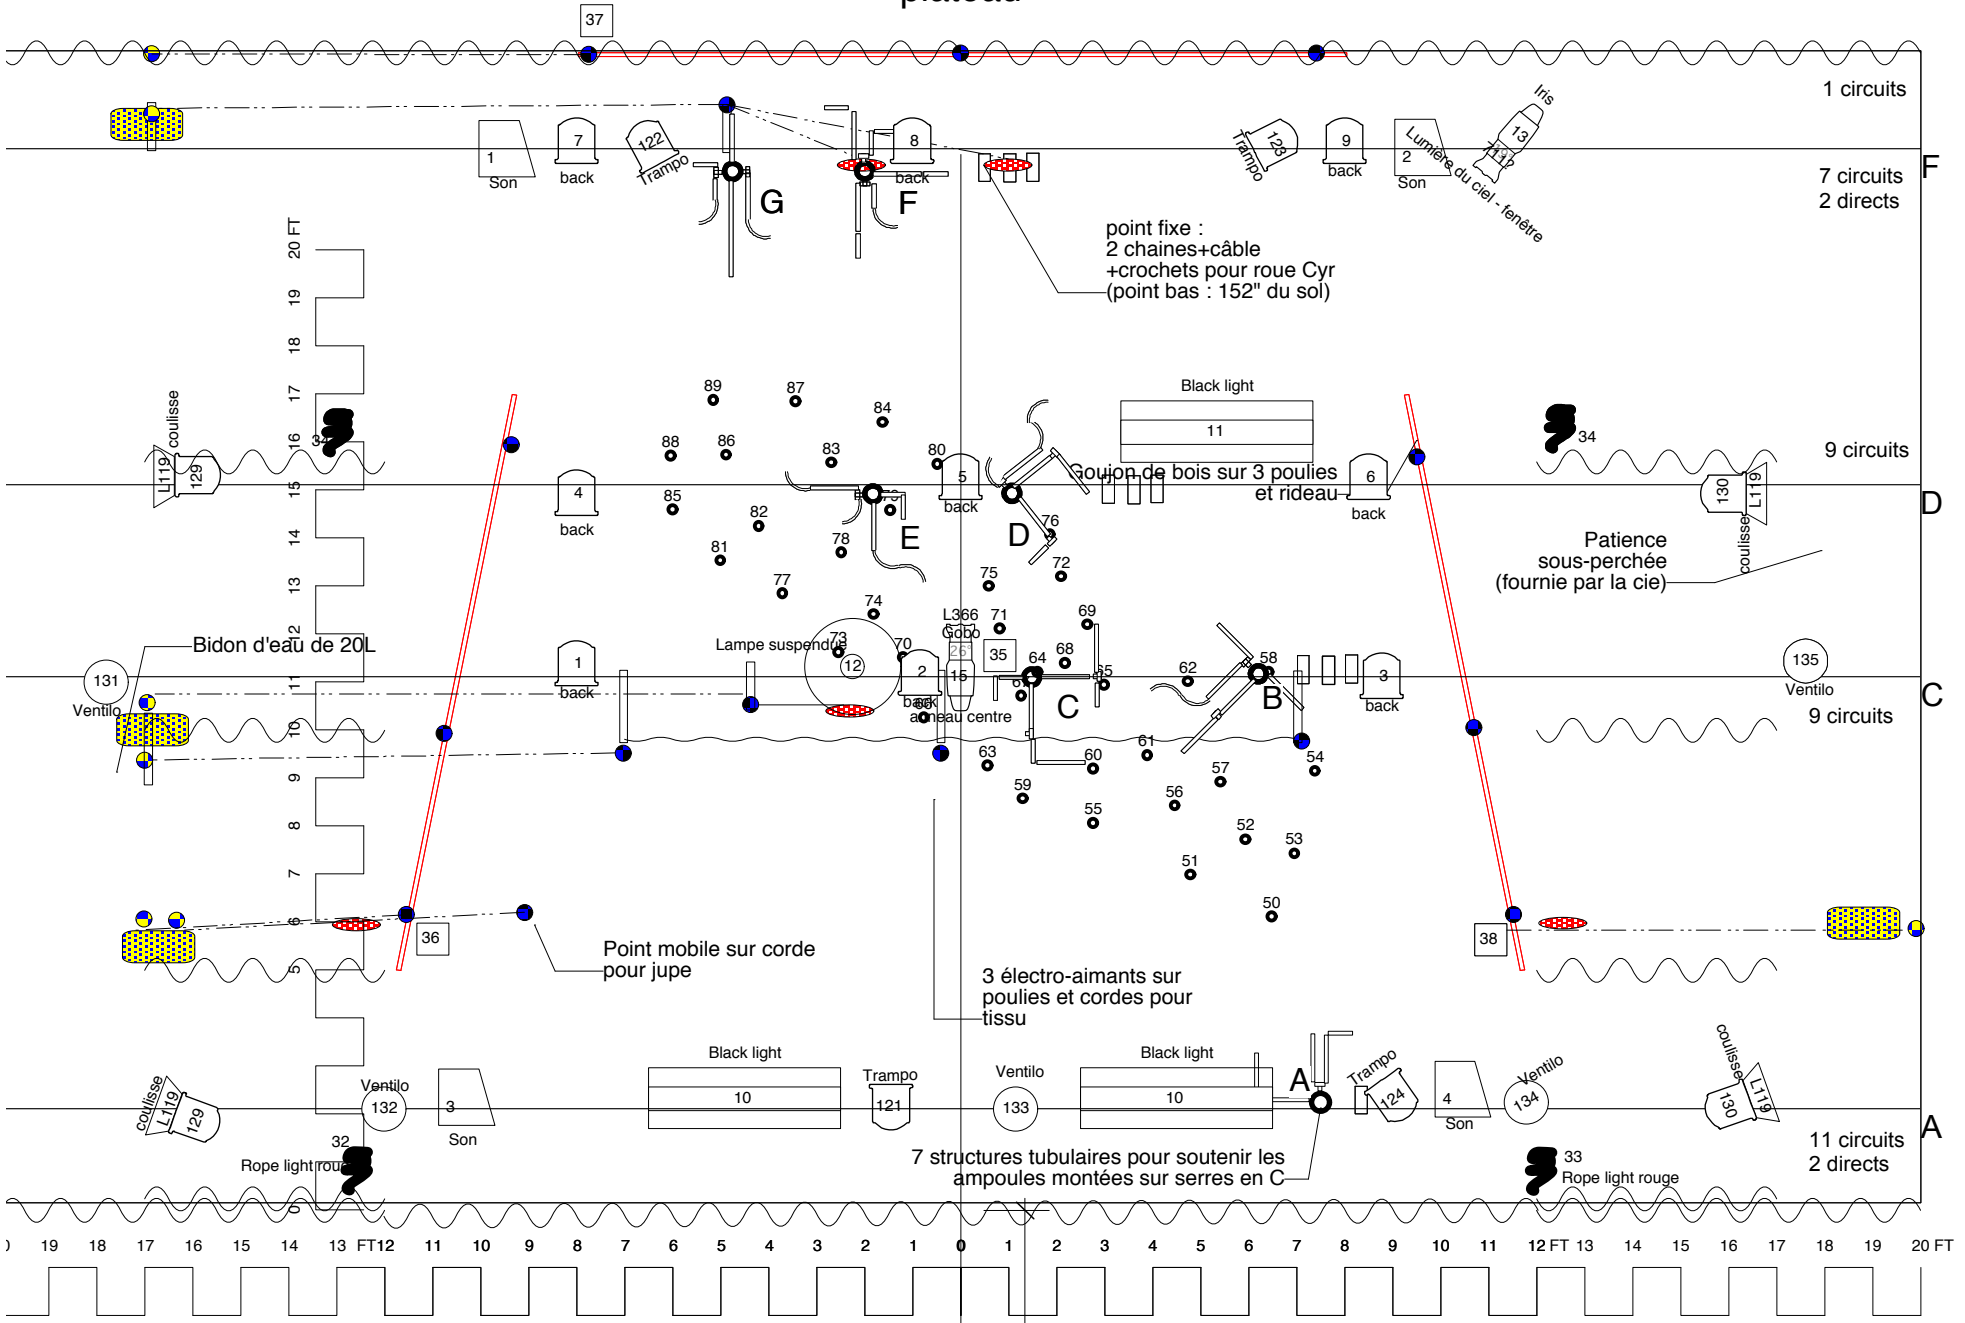 plateau
37
1 circuits
Iris
13
7
122
8
123
9
2
Lumière du ciel - fenêtre
1
Son
back
Trampo
back
Trampo
back
Son
F
7 circuits
2 directs
G
F
point fixe :
2 chaines+câble
+crochets pour roue Cyr
(point bas : 152" du sol)
20 FT
19
18
17
16
15
14
13
12
11
10
9
8
7
6
5
0
89
87
84
Black light
11
coulisse
34
88
86
83
80
34
9 circuits
L119
129
4
back
85
82
5
back
Goujon de bois sur 3 poulies
et rideau
6
back
130
L119
coulisse
D
E
D
76
81
78
77
75
72
Patience
sous-perchée
(fournie par la cie)
74
71
69
L366
Gobo
26°
15
Bidon d'eau de 20L
Lampe suspendue
73
12
70
35
64
68
65
62
58
131
Ventilo
1
back
2
back
anneau centre
C
B
3
back
135
Ventilo
C
9 circuits
63
60
61
54
59
57
56
55
52
53
51
50
36
38
Point mobile sur corde
pour jupe
3 électro-aimants sur
poulies et cordes pour
tissu
coulisse
L119
129
Ventilo
132
3
Son
Black light
10
Trampo
121
Ventilo
133
Black light
10
A
Trampo
124
4
Son
Ventilo
134
coulisse
130
L119
A
11 circuits
2 directs
32
Rope light rouge
7 structures tubulaires pour soutenir les
ampoules montées sur serres en C
33
Rope light rouge
19 18 17 16 15 14 13 FT 12 11 10 9 8 7 6 5 4 3 2 1 0 1 2 3 4 5 6 7 8 9 10 11 12 FT 13 14 15 16 17 18 19 20 FT